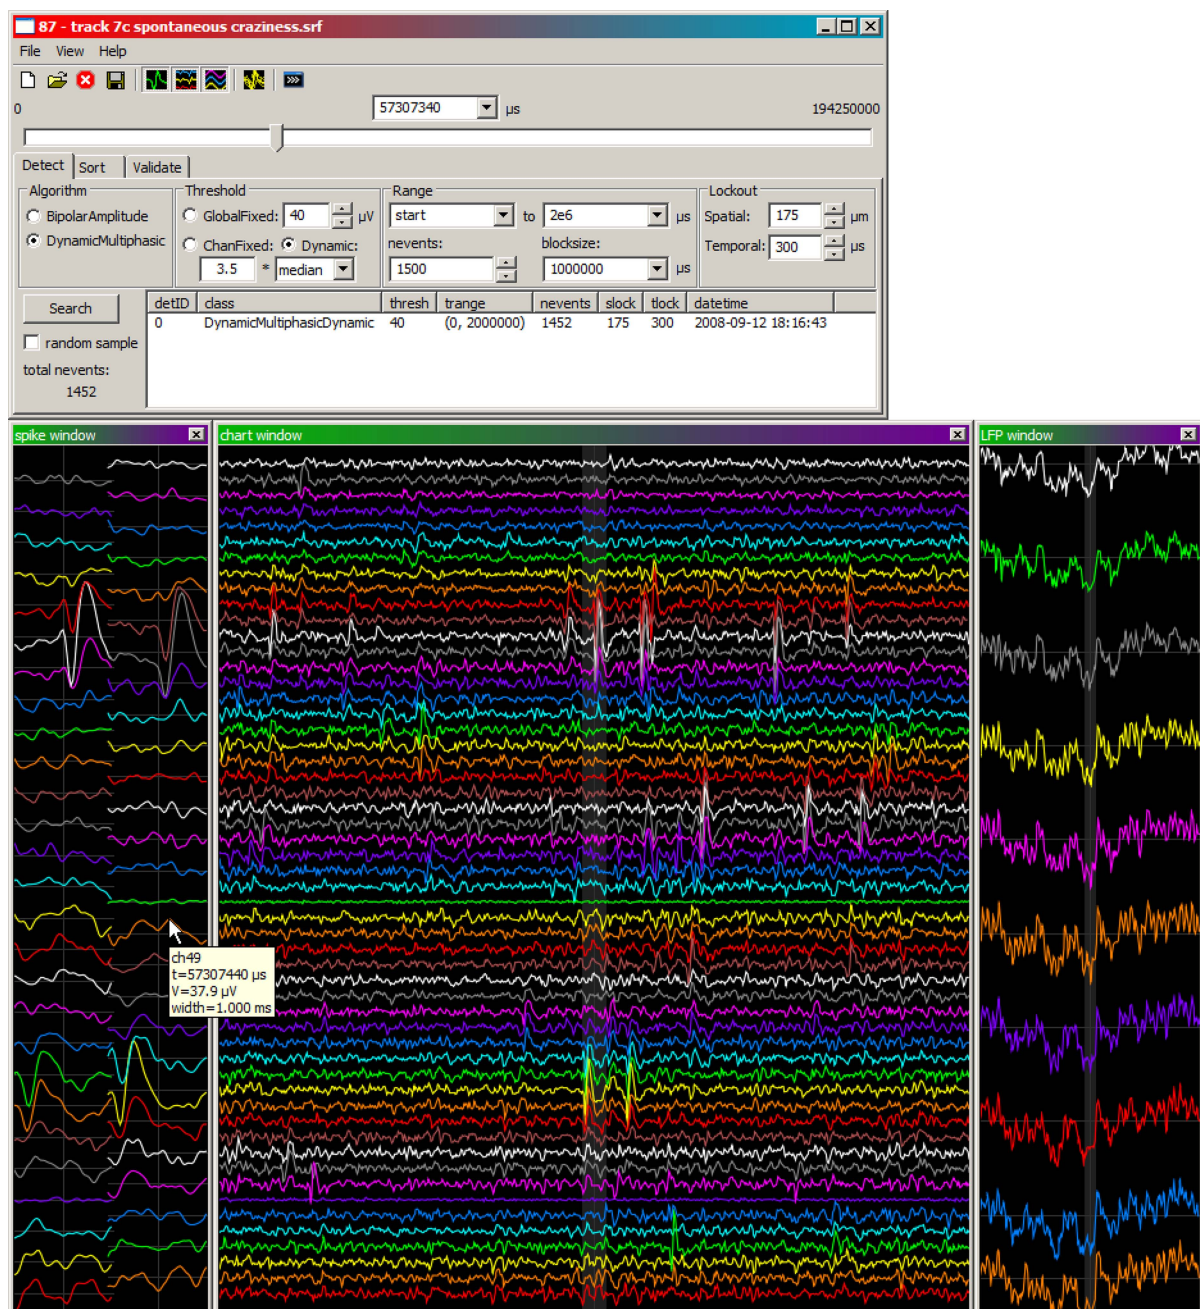 87 - track 7c spontaneous craziness.srf
File View Help
0 57307340 µs 194250000
Detect Sort Validate
Algorithm Threshold Range Lockout
BipolarAmplitude GlobalFixed: 40 µV start to 2e6 µs Spatial: 175 µm
DynamicMultiphasic ChanFixed: Dynamic: nevents: blocksize: Temporal: 300 µs
3.5 * median 1500 1000000 µs
Search detID class thresh trange nevents slock tlock datetime
0 DynamicMultiphasicDynamic 40 (0, 2000000) 1452 175 300 2008-09-12 18:16:43
random sample
total nevents:
1452
spike window chart window LFP window
ch49
t=57307440 µs
V=37.9 µV
width=1.000 ms